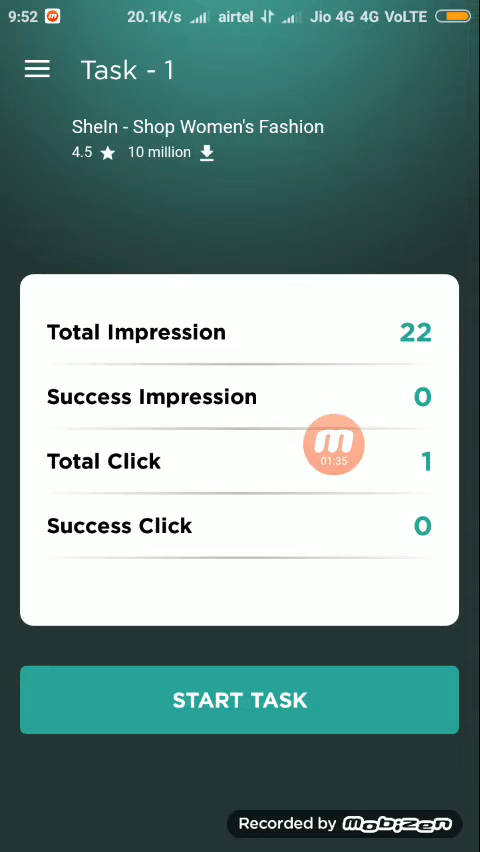 9:52 m 20.1K/s airtel Jio 4G 4G VoLTE
Task - 1
SheIn - Shop Women's Fashion
4.5 10 million
Total Impression 22
Success Impression 0
m
01:35
Total Click 1
Success Click 0
START TASK
Recorded by mobizen